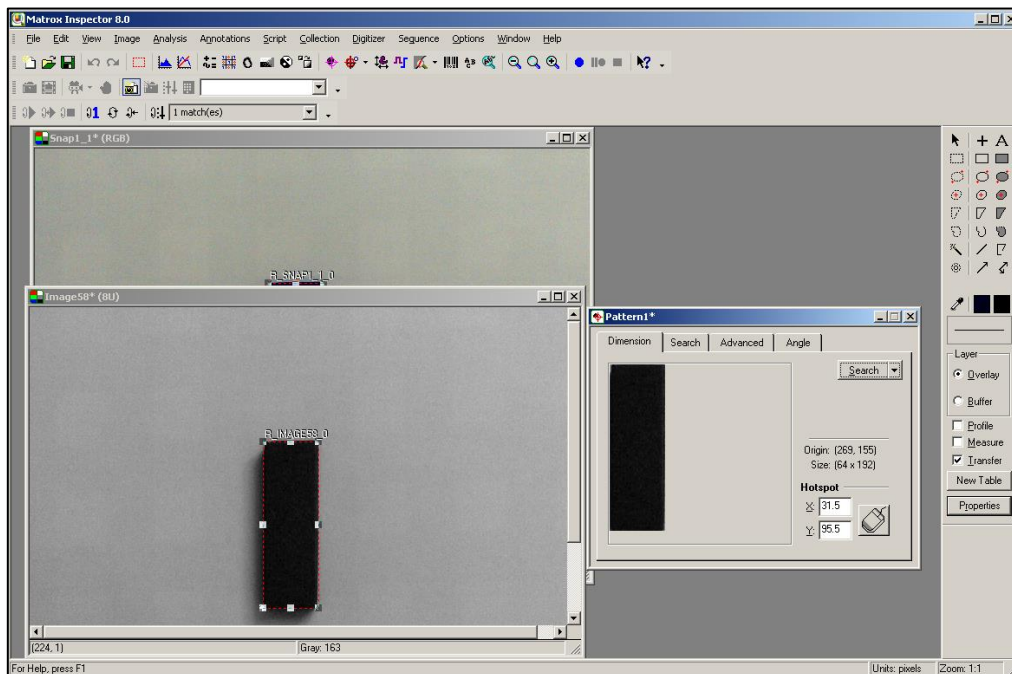 Matrox Inspector 8.0
File Edit View Image Analysis Annotations Script Collection Digitizer Sequence Options Window Help
1 match(es)
Snap1_1* (RGB)
R_SNAP1_1_0
Image58* (8U)
R_IMAGE58_0
(224, 1) Gray: 163
Pattern1*
Dimension Search Advanced Angle
Search
Origin: (269, 155)
Size: (64 x 192)
Hotspot
X: 31.5
Y: 95.5
A
Layer
Overlay
Buffer
Profile
Measure
Transfer
New Table
Properties
For Help, press F1 Units: pixels Zoom: 1:1